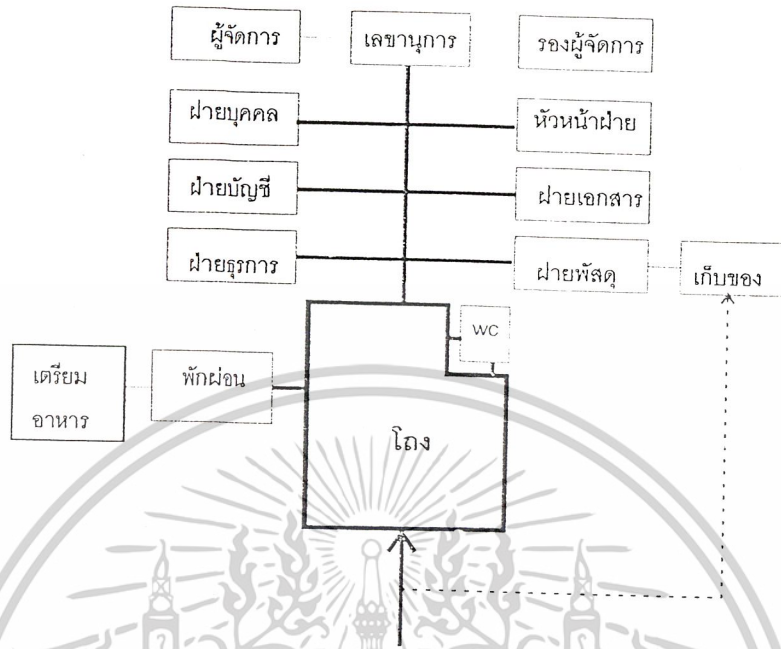 ผู้จัดการ เลขานุการ รองผู้จัดการ
ฝ่ายบุคคล หัวหน้าฝ่าย
ฝ่ายบัญชี ฝ่ายเอกสาร
ฝ่ายธุรการ ฝ่ายพัสดุ เก็บของ
WC
เตรียม
อาหาร
พักผ่อน
โถง